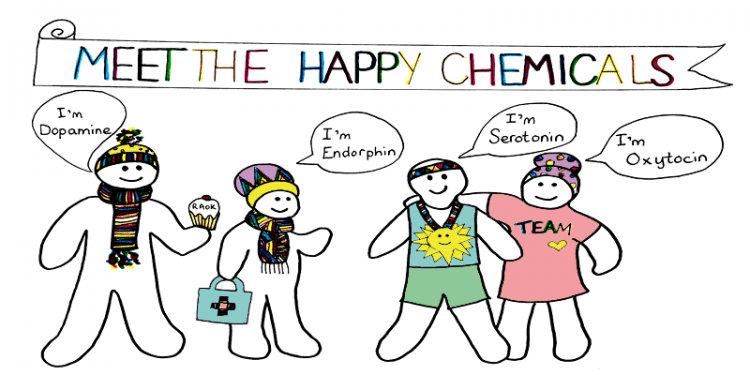 MEET THE HAPPY CHEMICALS
I'm
Dopamine
I'm
Endorphin
I'm
Serotonin
I'm
Oxytocin
RAOK
TEAM